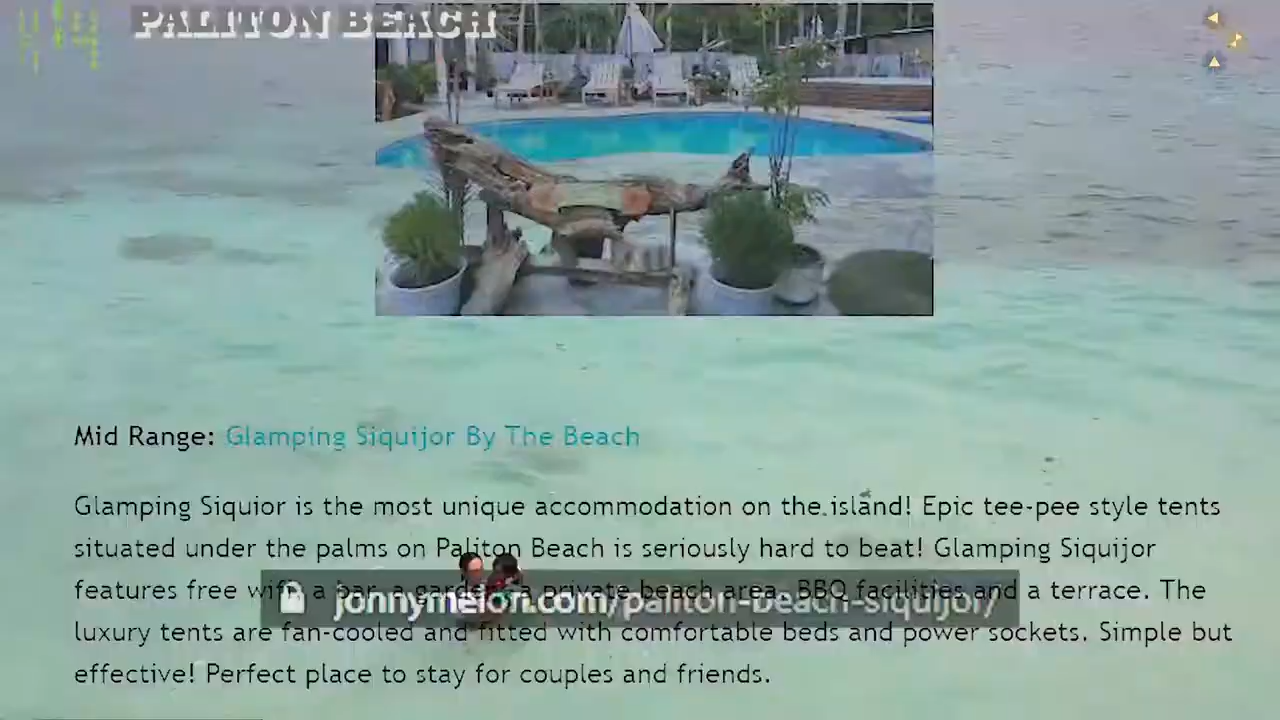 PALITON BEACH
Mid Range: Glamping Siquijor By The Beach
Glamping Siquior is the most unique accommodation on the island! Epic tee-pee style tents
situated under the palms on Paliton Beach is seriously hard to beat! Glamping Siquijor
features free wifi, a bar, a garden, a private beach area, BBQ facilities and a terrace. The
jonnymelon.com/paliton-beach-siquijor/
luxury tents are fan-cooled and fitted with comfortable beds and power sockets. Simple but
effective! Perfect place to stay for couples and friends.